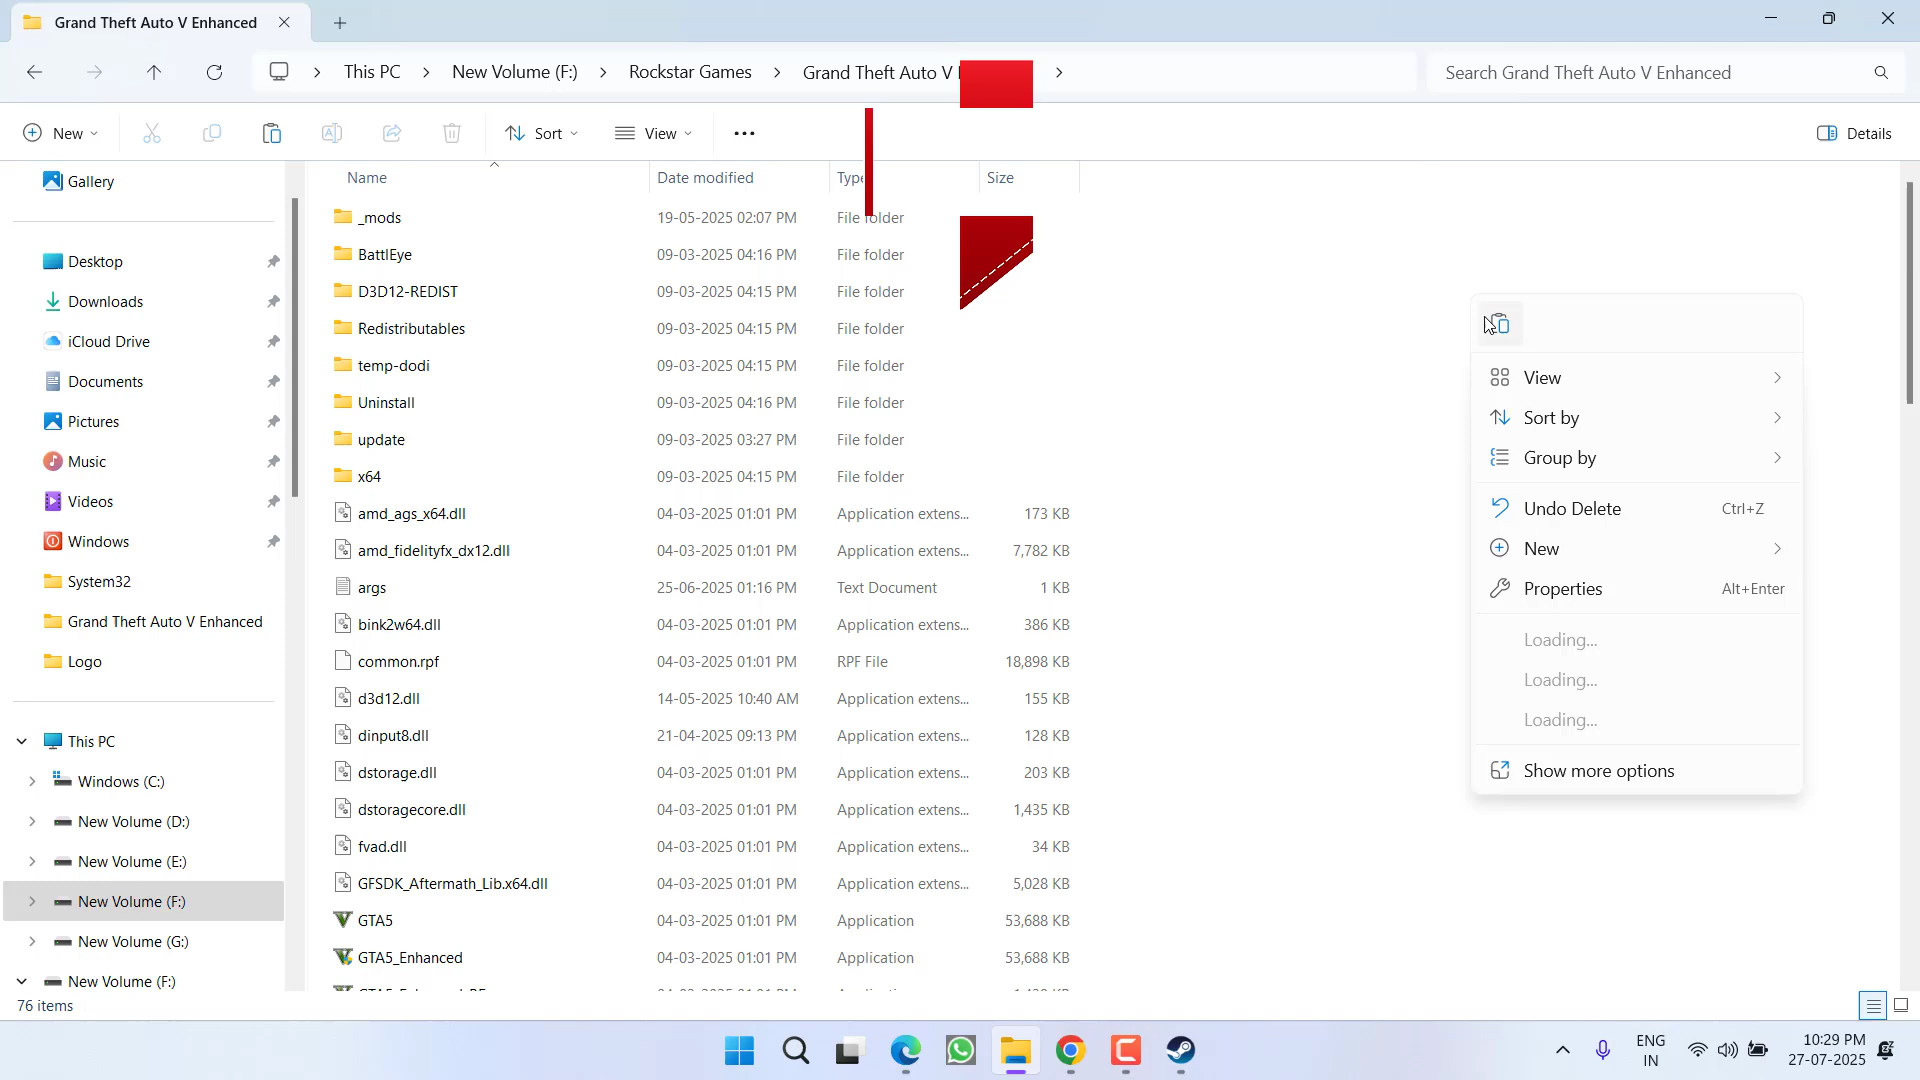 Grand Theft Auto V Enhanced
This PC
New Volume (F:)
Rockstar Games
Grand Theft Auto V
Search Grand Theft Auto V Enhanced
New
Sort
View
Details
Name
Date modified
Type
Size
Gallery
Desktop
Downloads
iCloud Drive
Documents
Pictures
Music
Videos
Windows
System32
Grand Theft Auto V Enhanced
Logo
This PC
Windows (C:)
New Volume (D:)
New Volume (E:)
New Volume (F:)
New Volume (G:)
New Volume (F:)
_mods 19-05-2025 02:07 PM File folder
BattlEye 09-03-2025 04:16 PM File folder
D3D12-REDIST 09-03-2025 04:15 PM File folder
Redistributables 09-03-2025 04:15 PM File folder
temp-dodi 09-03-2025 04:15 PM File folder
Uninstall 09-03-2025 04:16 PM File folder
update 09-03-2025 03:27 PM File folder
x64 09-03-2025 04:15 PM File folder
amd_ags_x64.dll 04-03-2025 01:01 PM Application extens... 173 KB
amd_fidelityfx_dx12.dll 04-03-2025 01:01 PM Application extens... 7,782 KB
args 25-06-2025 01:16 PM Text Document 1 KB
bink2w64.dll 04-03-2025 01:01 PM Application extens... 386 KB
common.rpf 04-03-2025 01:01 PM RPF File 18,898 KB
d3d12.dll 14-05-2025 10:40 AM Application extens... 155 KB
dinput8.dll 21-04-2025 09:13 PM Application extens... 128 KB
dstorage.dll 04-03-2025 01:01 PM Application extens... 203 KB
dstoragecore.dll 04-03-2025 01:01 PM Application extens... 1,435 KB
fvad.dll 04-03-2025 01:01 PM Application extens... 34 KB
GFSDK_Aftermath_Lib.x64.dll 04-03-2025 01:01 PM Application extens... 5,028 KB
GTA5 04-03-2025 01:01 PM Application 53,688 KB
GTA5_Enhanced 04-03-2025 01:01 PM Application 53,688 KB
View
Sort by
Group by
Undo Delete Ctrl+Z
New
Properties Alt+Enter
Loading...
Loading...
Loading...
Show more options
76 items
ENG
IN
10:29 PM
27-07-2025